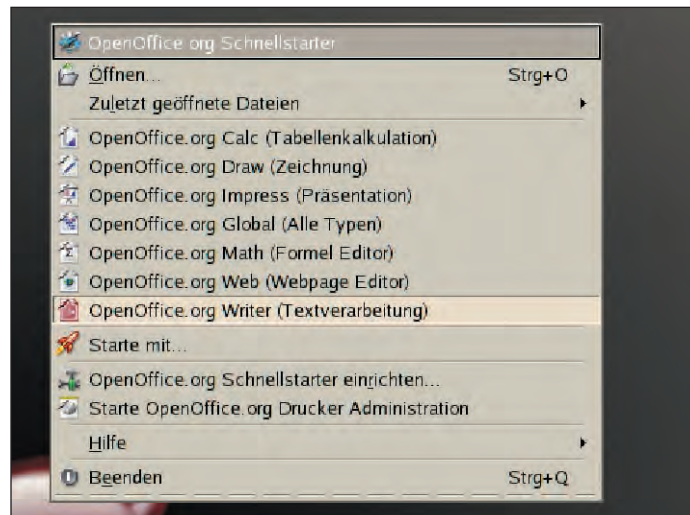 OpenOffice.org Schnellstarter
Öffnen... Strg+O
Zuletzt geöffnete Dateien
OpenOffice.org Calc (Tabellenkalkulation)
OpenOffice.org Draw (Zeichnung)
OpenOffice.org Impress (Präsentation)
OpenOffice.org Global (Alle Typen)
OpenOffice.org Math (Formel Editor)
OpenOffice.org Web (Webpage Editor)
OpenOffice.org Writer (Textverarbeitung)
Starte mit...
OpenOffice.org Schnellstarter einrichten...
Starte OpenOffice.org Drucker Administration
Hilfe
Beenden Strg+Q